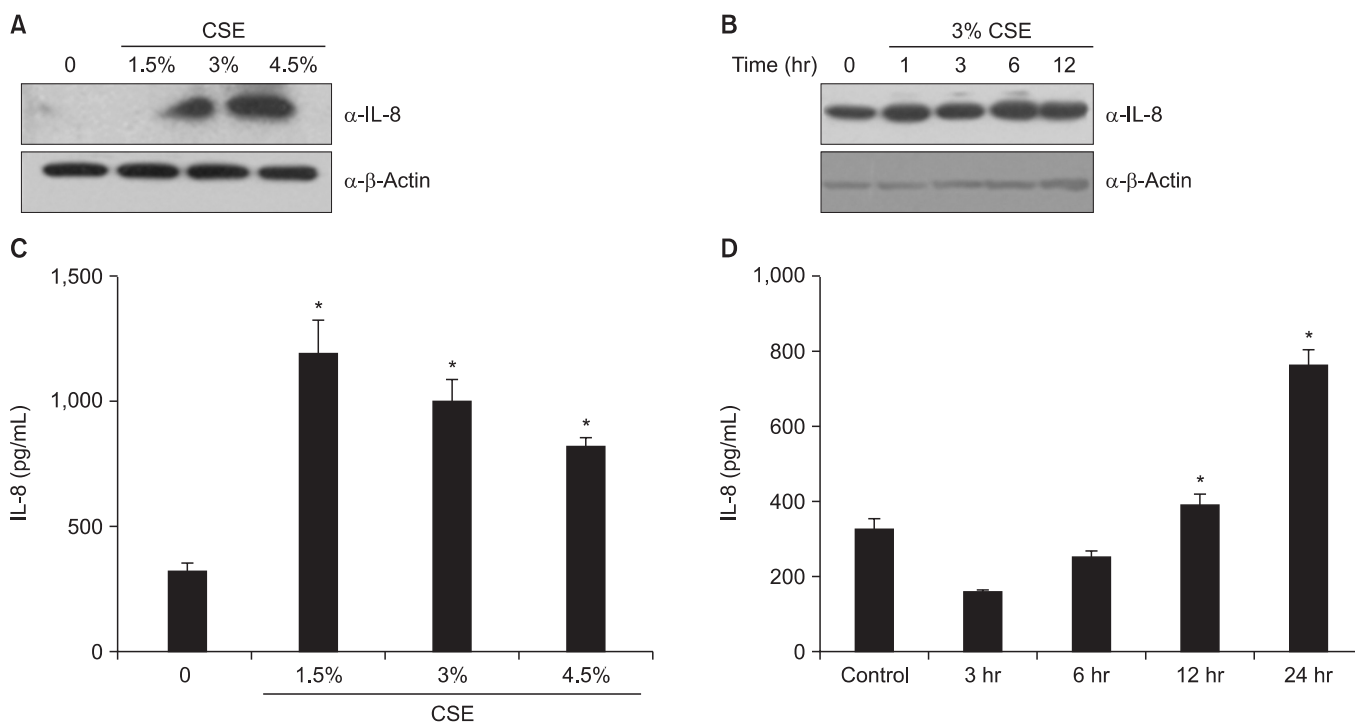 A
CSE
0 1.5% 3% 4.5%
α-IL-8
α-β-Actin
B
3% CSE
Time (hr) 0 1 3 6 12
α-IL-8
α-β-Actin
C
1,500
1,000
500
0
IL-8 (pg/mL)
*
*
*
0 1.5% 3% 4.5%
CSE
D
1,000
800
600
400
200
0
IL-8 (pg/mL)
*
*
Control 3 hr 6 hr 12 hr 24 hr